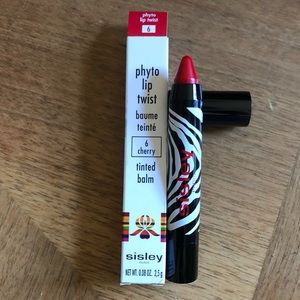 phyto
lip twist
6
phyto
lip
twist
baume
teinté
6
cherry
tinted
balm
sisley
NET WT. 0.08 OZ. 2,5 g
sisley